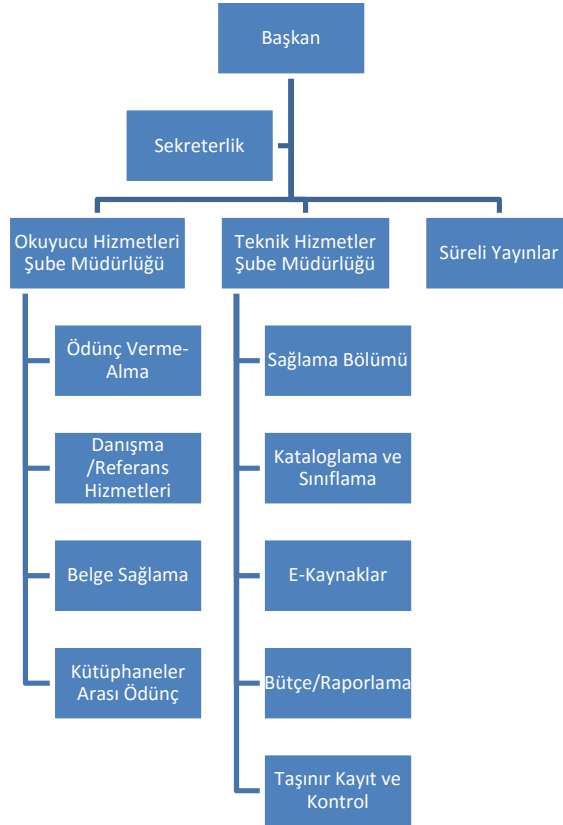 Başkan
Sekreterlik
Okuyucu Hizmetleri
Şube Müdürlüğü
Teknik Hizmetler
Şube Müdürlüğü
Süreli Yayınlar
Ödünç Verme-
Alma
Danışma
/Referans
Hizmetleri
Belge Sağlama
Kütüphaneler
Arası Ödünç
Sağlama Bölümü
Kataloglama ve
Sınıflama
E-Kaynaklar
Bütçe/Raporlama
Taşınır Kayıt ve
Kontrol